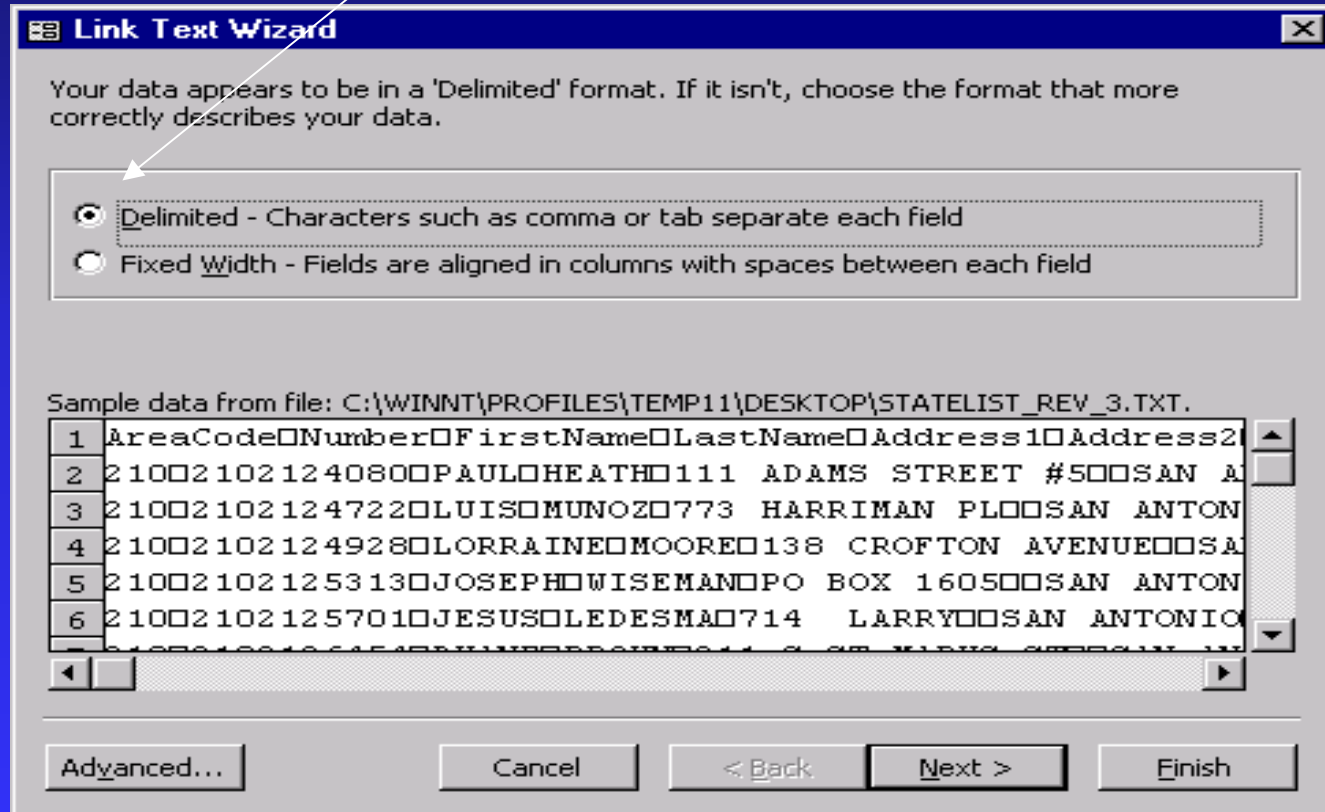 Link Text Wizard
Your data appears to be in a 'Delimited' format. If it isn't, choose the format that more
correctly describes your data.
Delimited - Characters such as comma or tab separate each field
Fixed Width - Fields are aligned in columns with spaces between each field
Sample data from file: C:\WINNT\PROFILES\TEMP11\DESKTOP\STATELIST_REV_3.TXT.
1 AreaCode□Number□FirstName□LastName□Address1□Address2
2 210□2102124080□PAUL□HEATH□111 ADAMS STREET #5□□SAN A
3 210□2102124722□LUIS□MUNOZ□773 HARRIMAN PL□□SAN ANTON
4 210□2102124928□LORRAINE□MOORE□138 CROFTON AVENUE□□SA
5 210□2102125313□JOSEPH□WISEMAN□PO BOX 1605□□SAN ANTON
6 210□2102125701□JESUS□LEDESMA□714 LARRY□□SAN ANTONIO
Advanced... Cancel < Back Next > Finish